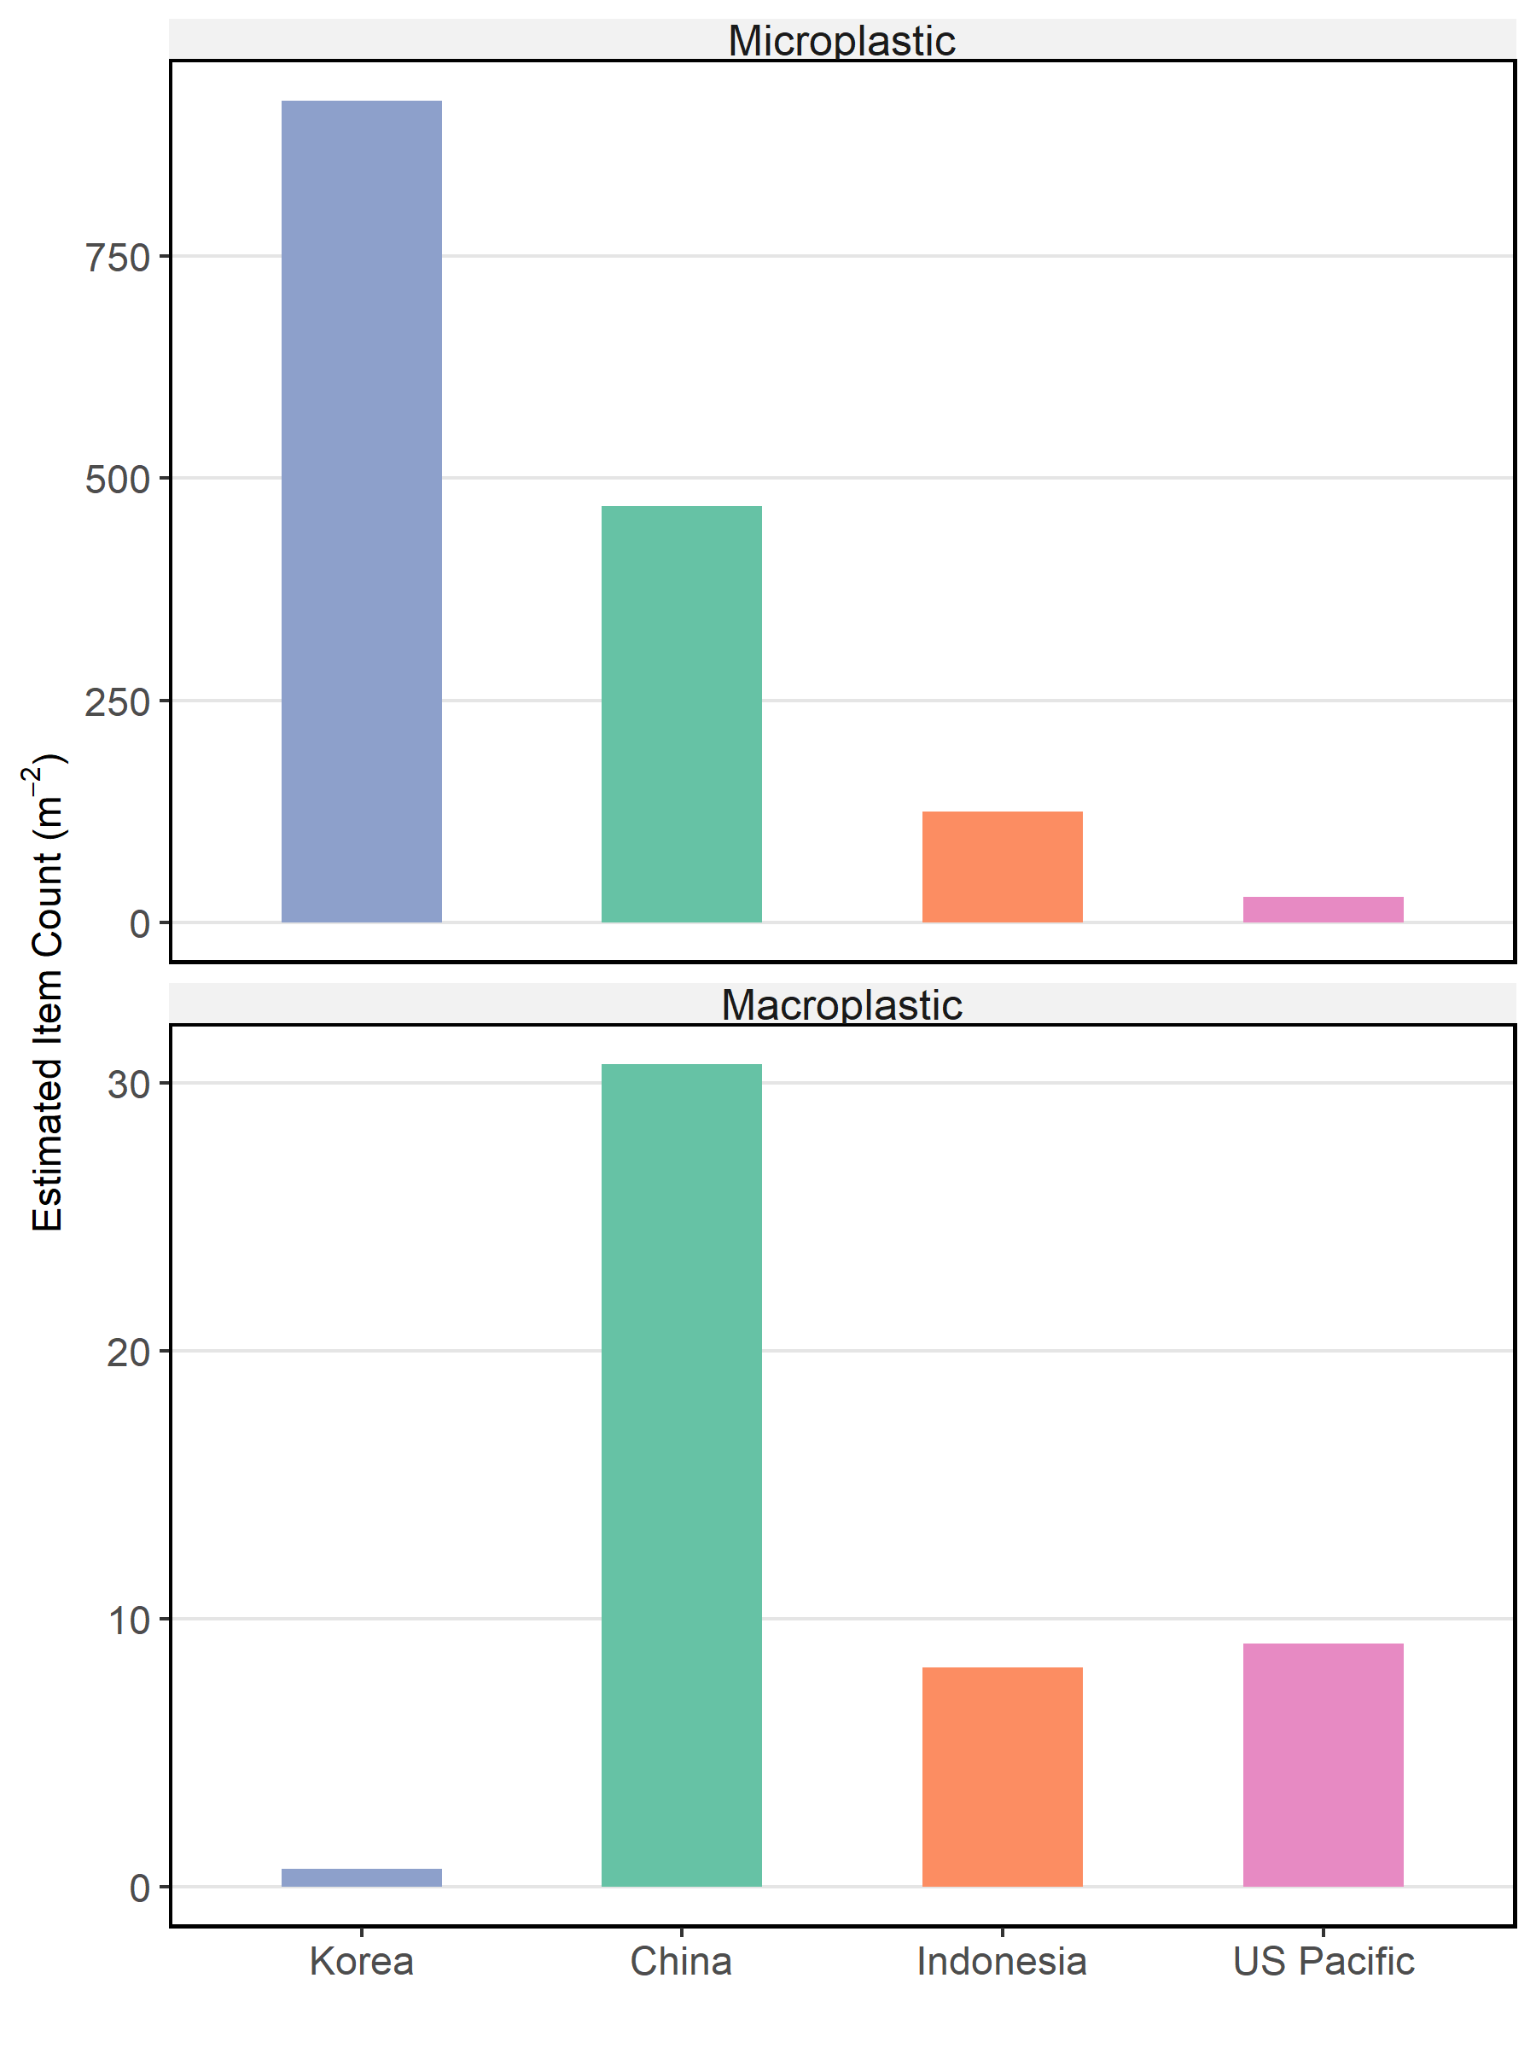 Microplastic
750
500
250
0
Estimated Item Count (m⁻²)
Macroplastic
30
20
10
0
Korea China Indonesia US Pacific